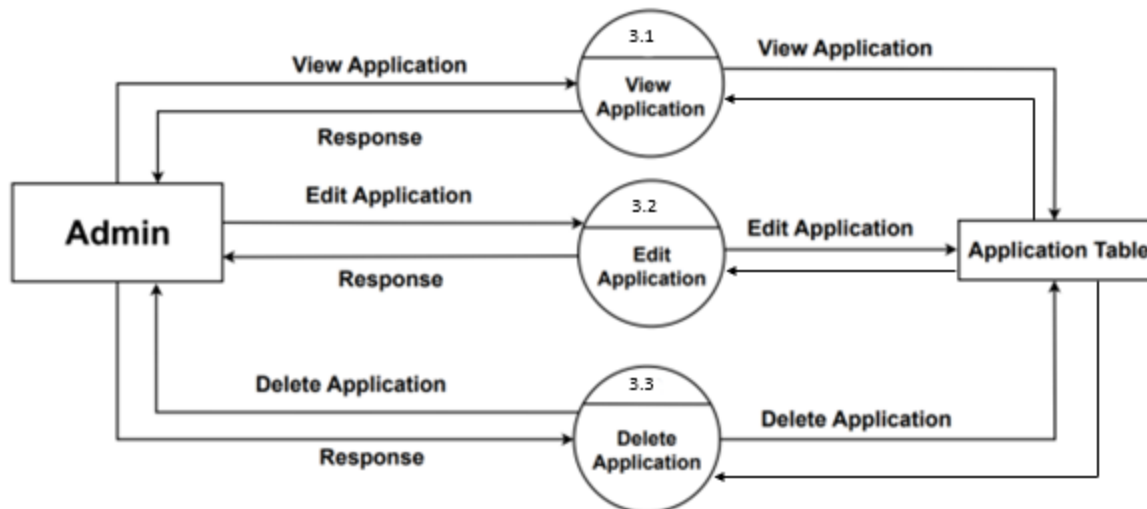 3.1
View Application
View Application
View
Application
Response
3.2
Edit Application
Admin
Edit Application
Edit
Application
Application Table
Response
3.3
Delete Application
Delete Application
Delete
Application
Response